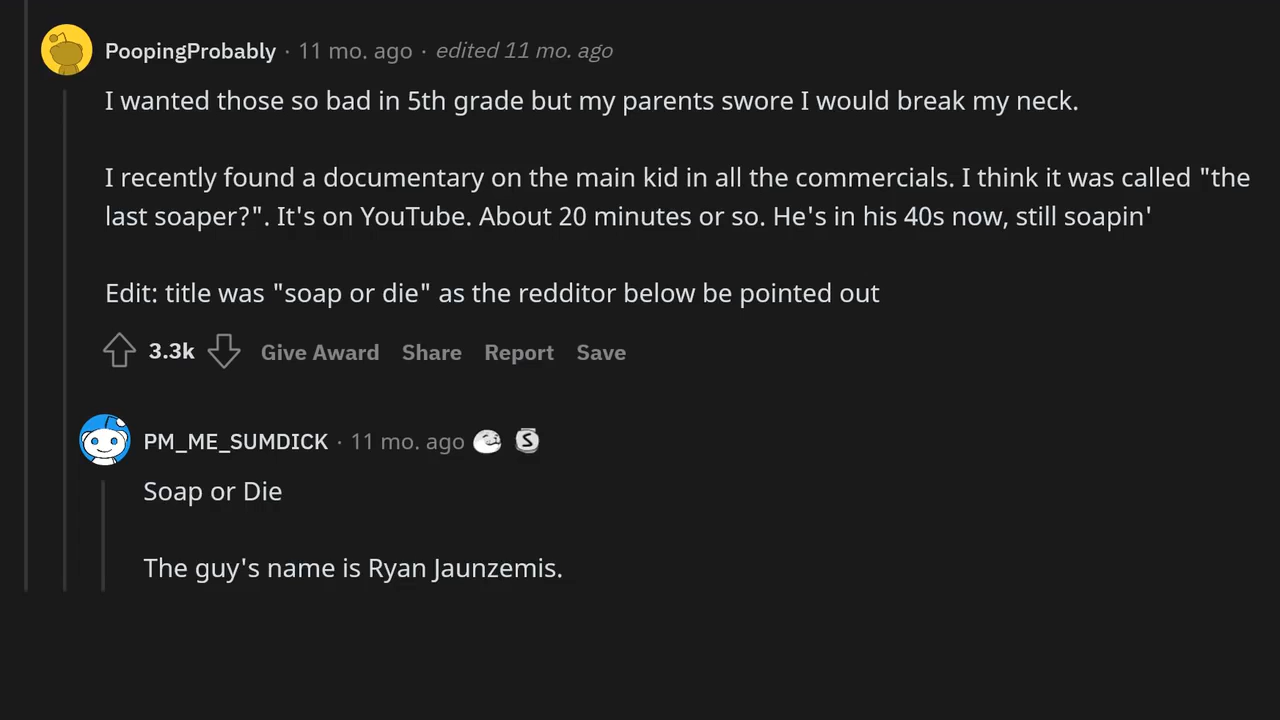 PoopingProbably · 11 mo. ago · edited 11 mo. ago
I wanted those so bad in 5th grade but my parents swore I would break my neck.
I recently found a documentary on the main kid in all the commercials. I think it was called "the
last soaper?". It's on YouTube. About 20 minutes or so. He's in his 40s now, still soapin'
Edit: title was "soap or die" as the redditor below be pointed out
3.3k Give Award Share Report Save
PM_ME_SUMDICK · 11 mo. ago S
Soap or Die
The guy's name is Ryan Jaunzemis.